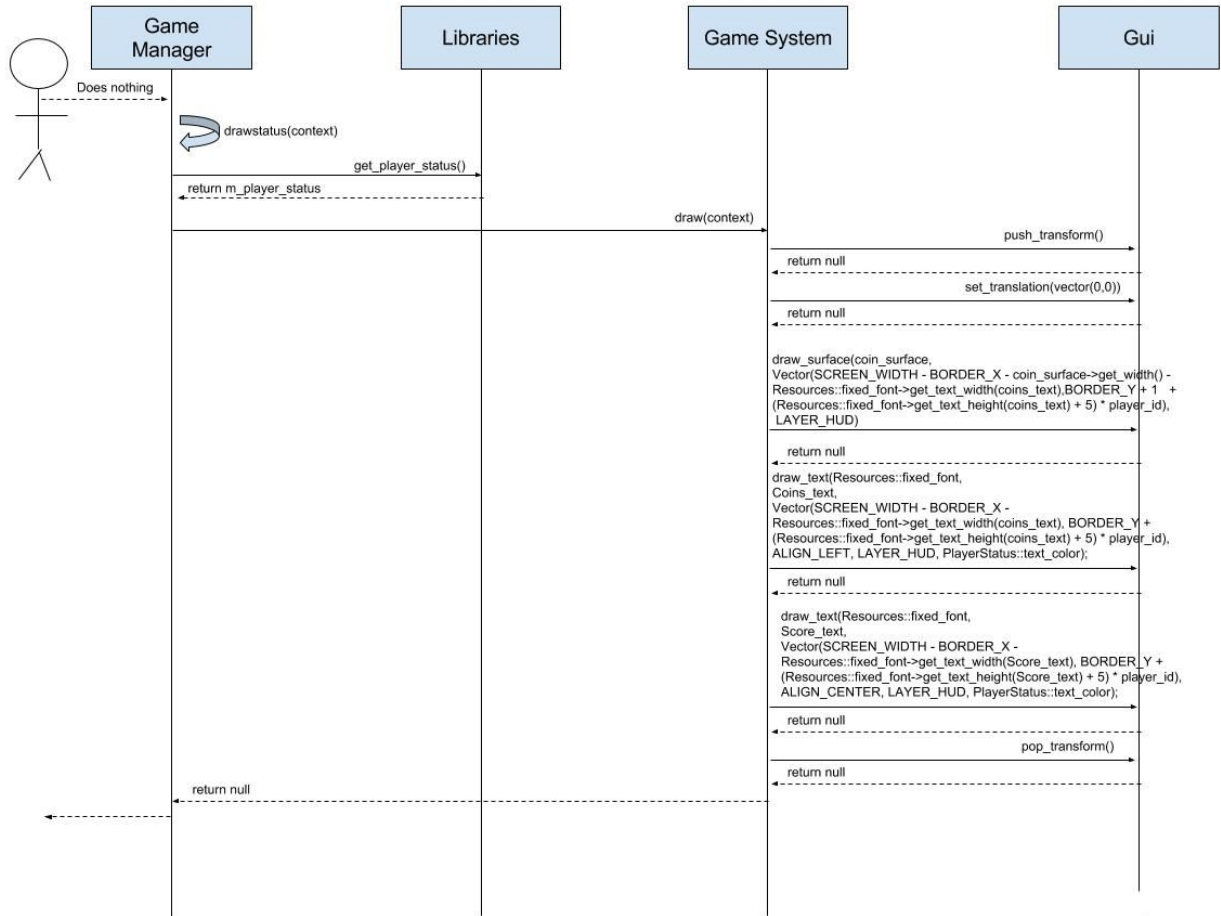 Game
Manager
Libraries
Game System
Gui
Does nothing
drawstatus(context)
get_player_status()
return m_player_status
draw(context)
push_transform()
return null
set_translation(vector(0,0))
return null
draw_surface(coin_surface,
Vector(SCREEN_WIDTH - BORDER_X - coin_surface->get_width() -
Resources::fixed_font->get_text_width(coins_text),BORDER_Y + 1 +
(Resources::fixed_font->get_text_height(coins_text) + 5) * player_id),
LAYER_HUD)
return null
draw_text(Resources::fixed_font,
Coins_text,
Vector(SCREEN_WIDTH - BORDER_X -
Resources::fixed_font->get_text_width(coins_text), BORDER_Y +
(Resources::fixed_font->get_text_height(coins_text) + 5) * player_id),
ALIGN_LEFT, LAYER_HUD, PlayerStatus::text_color);
return null
draw_text(Resources::fixed_font,
Score_text,
Vector(SCREEN_WIDTH - BORDER_X -
Resources::fixed_font->get_text_width(Score_text), BORDER_Y +
(Resources::fixed_font->get_text_height(Score_text) + 5) * player_id),
ALIGN_CENTER, LAYER_HUD, PlayerStatus::text_color);
return null
pop_transform()
return null
return null